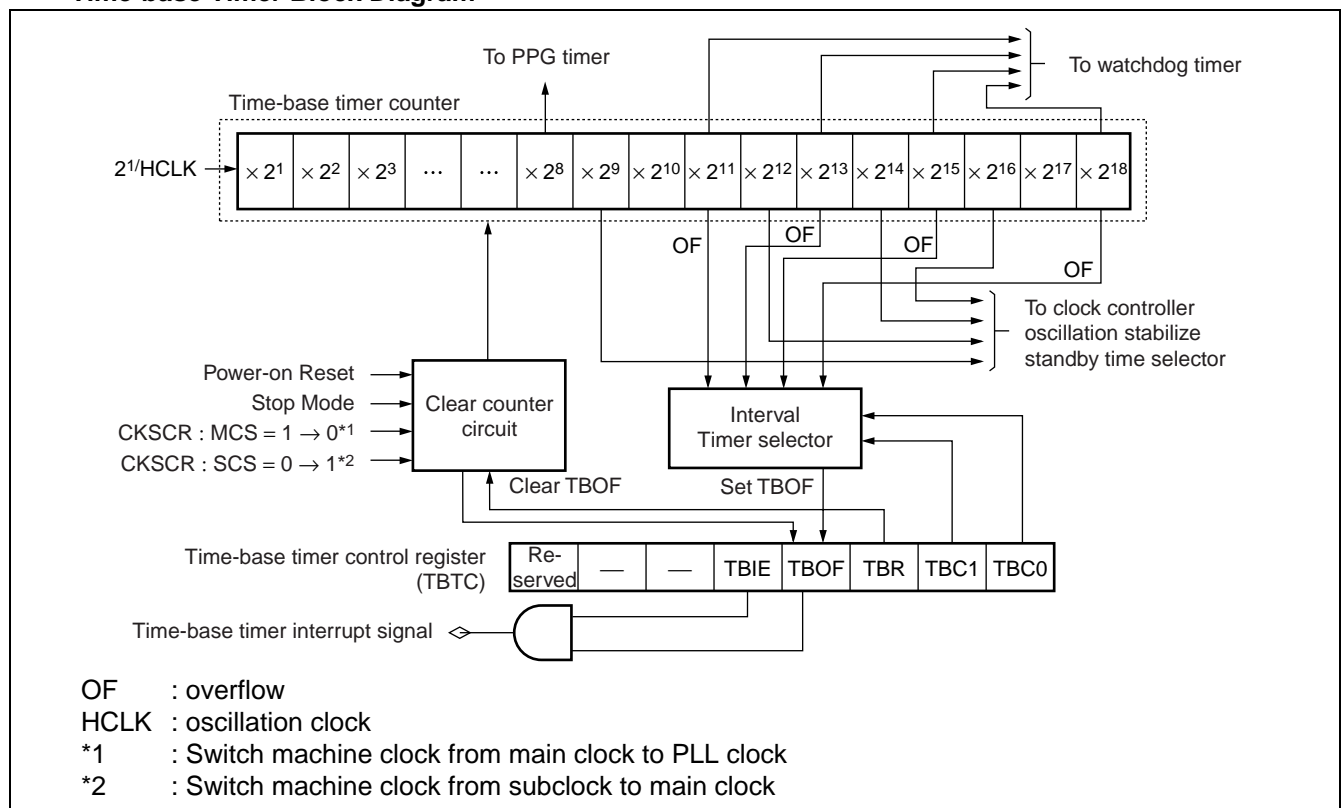 Time-base Timer Block Diagram
To PPG timer
To watchdog timer
Time-base timer counter
2¹/HCLK
× 2¹ × 2² × 2³ ... ... × 2⁸ × 2⁹ × 2¹⁰ × 2¹¹ × 2¹² × 2¹³ × 2¹⁴ × 2¹⁵ × 2¹⁶ × 2¹⁷ × 2¹⁸
OF OF OF OF
To clock controller
oscillation stabilize
standby time selector
Power-on Reset
Stop Mode
CKSCR : MCS = 1 → 0*1
CKSCR : SCS = 0 → 1*2
Clear counter
circuit
Interval
Timer selector
Clear TBOF
Set TBOF
Time-base timer control register
(TBTC)
Re-
served — — TBIE TBOF TBR TBC1 TBC0
Time-base timer interrupt signal
OF : overflow
HCLK : oscillation clock
*1 : Switch machine clock from main clock to PLL clock
*2 : Switch machine clock from subclock to main clock